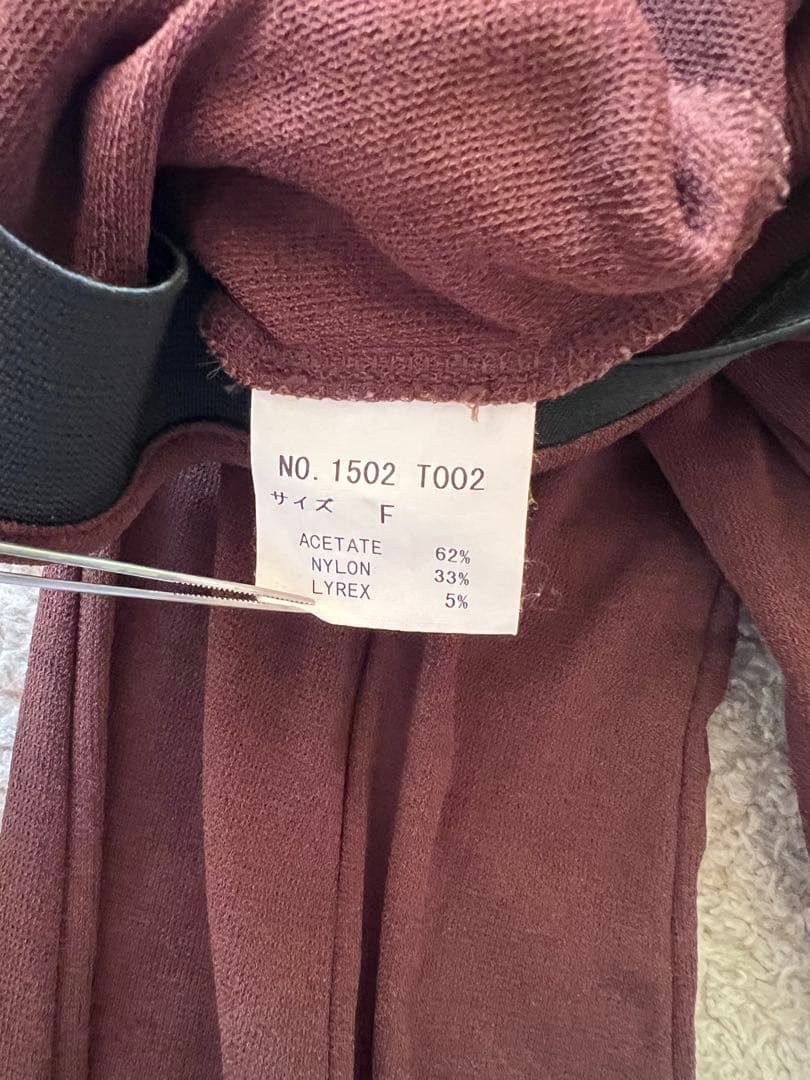 NO. 1502 T002
サイズ F
ACETATE 62%
NYLON 33%
LYREX 5%